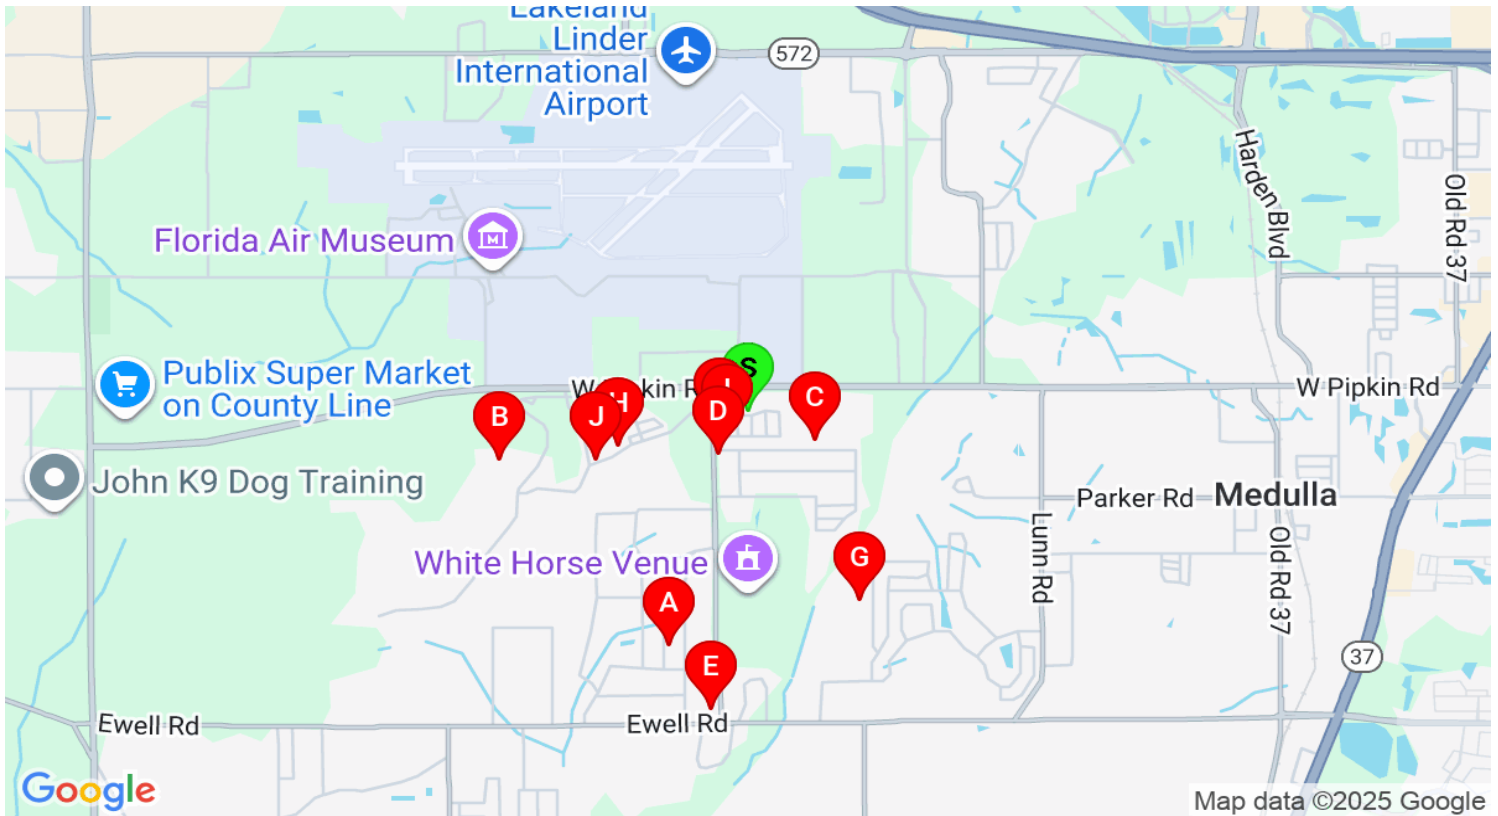 Lakeland
Linder
International
Airport
572
Florida Air Museum
Harden Blvd
Old Rd 37
Publix Super Market
on County Line
S
W Pipkin Rd
B
J
H
D
C
John K9 Dog Training
Parker Rd
Medulla
Lunn Rd
Old Rd 37
White Horse Venue
G
A
E
37
Ewell Rd
Ewell Rd
Google
Map data ©2025 Google